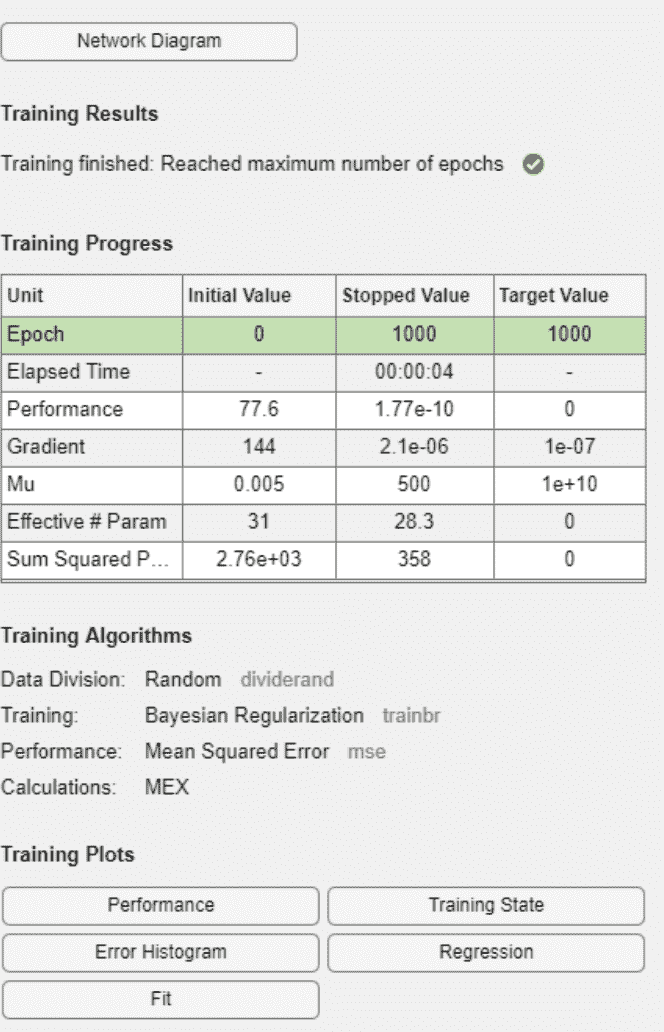 Network Diagram
Training Results
Training finished: Reached maximum number of epochs
Training Progress
Unit Initial Value Stopped Value Target Value
Epoch 0 1000 1000
Elapsed Time - 00:00:04 -
Performance 77.6 1.77e-10 0
Gradient 144 2.1e-06 1e-07
Mu 0.005 500 1e+10
Effective # Param 31 28.3 0
Sum Squared P... 2.76e+03 358 0
Training Algorithms
Data Division: Random dividerand
Training: Bayesian Regularization trainbr
Performance: Mean Squared Error mse
Calculations: MEX
Training Plots
Performance Training State
Error Histogram Regression
Fit